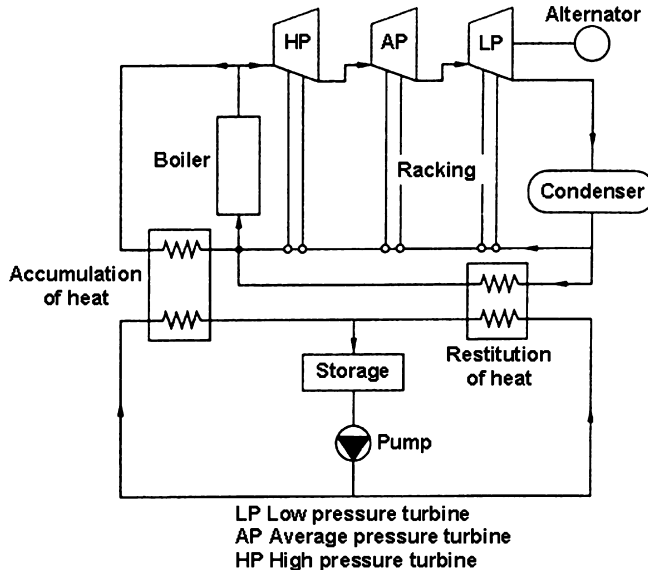 Alternator
HP
AP
LP
Boiler
Racking
Condenser
Accumulation
of heat
Restitution
of heat
Storage
Pump
LP Low pressure turbine
AP Average pressure turbine
HP High pressure turbine